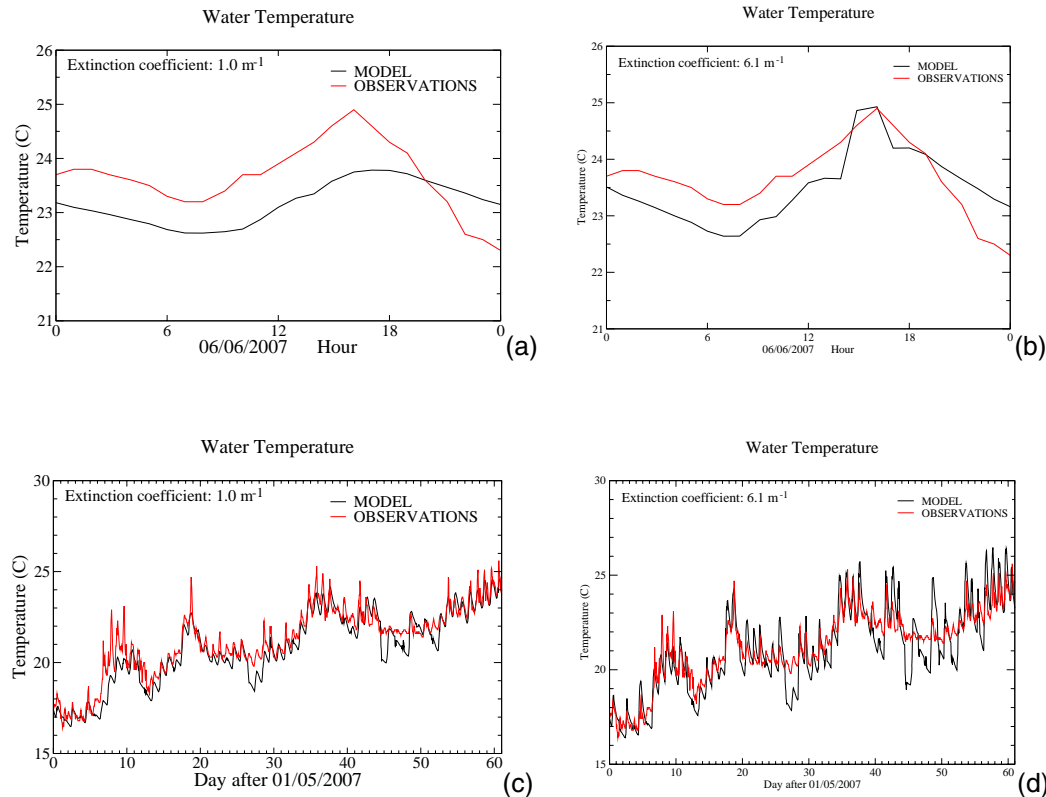 Water Temperature
Extinction coefficient: 1.0 m-1
MODEL
OBSERVATIONS
Temperature (C)
26
25
24
23
22
21
0
6
12
18
0
06/06/2007 Hour
(a)
Water Temperature
Extinction coefficient: 6.1 m-1
MODEL
OBSERVATIONS
Temperature (C)
26
25
24
23
22
21
0
6
12
18
0
06/06/2007 Hour
(b)
Water Temperature
Extinction coefficient: 1.0 m-1
MODEL
OBSERVATIONS
Temperature (C)
30
25
20
15
0
10
20
30
40
50
60
Day after 01/05/2007
(c)
Water Temperature
Extinction coefficient: 6.1 m-1
MODEL
OBSERVATIONS
Temperature (C)
30
25
20
15
0
10
20
30
40
50
60
Day after 01/05/2007
(d)